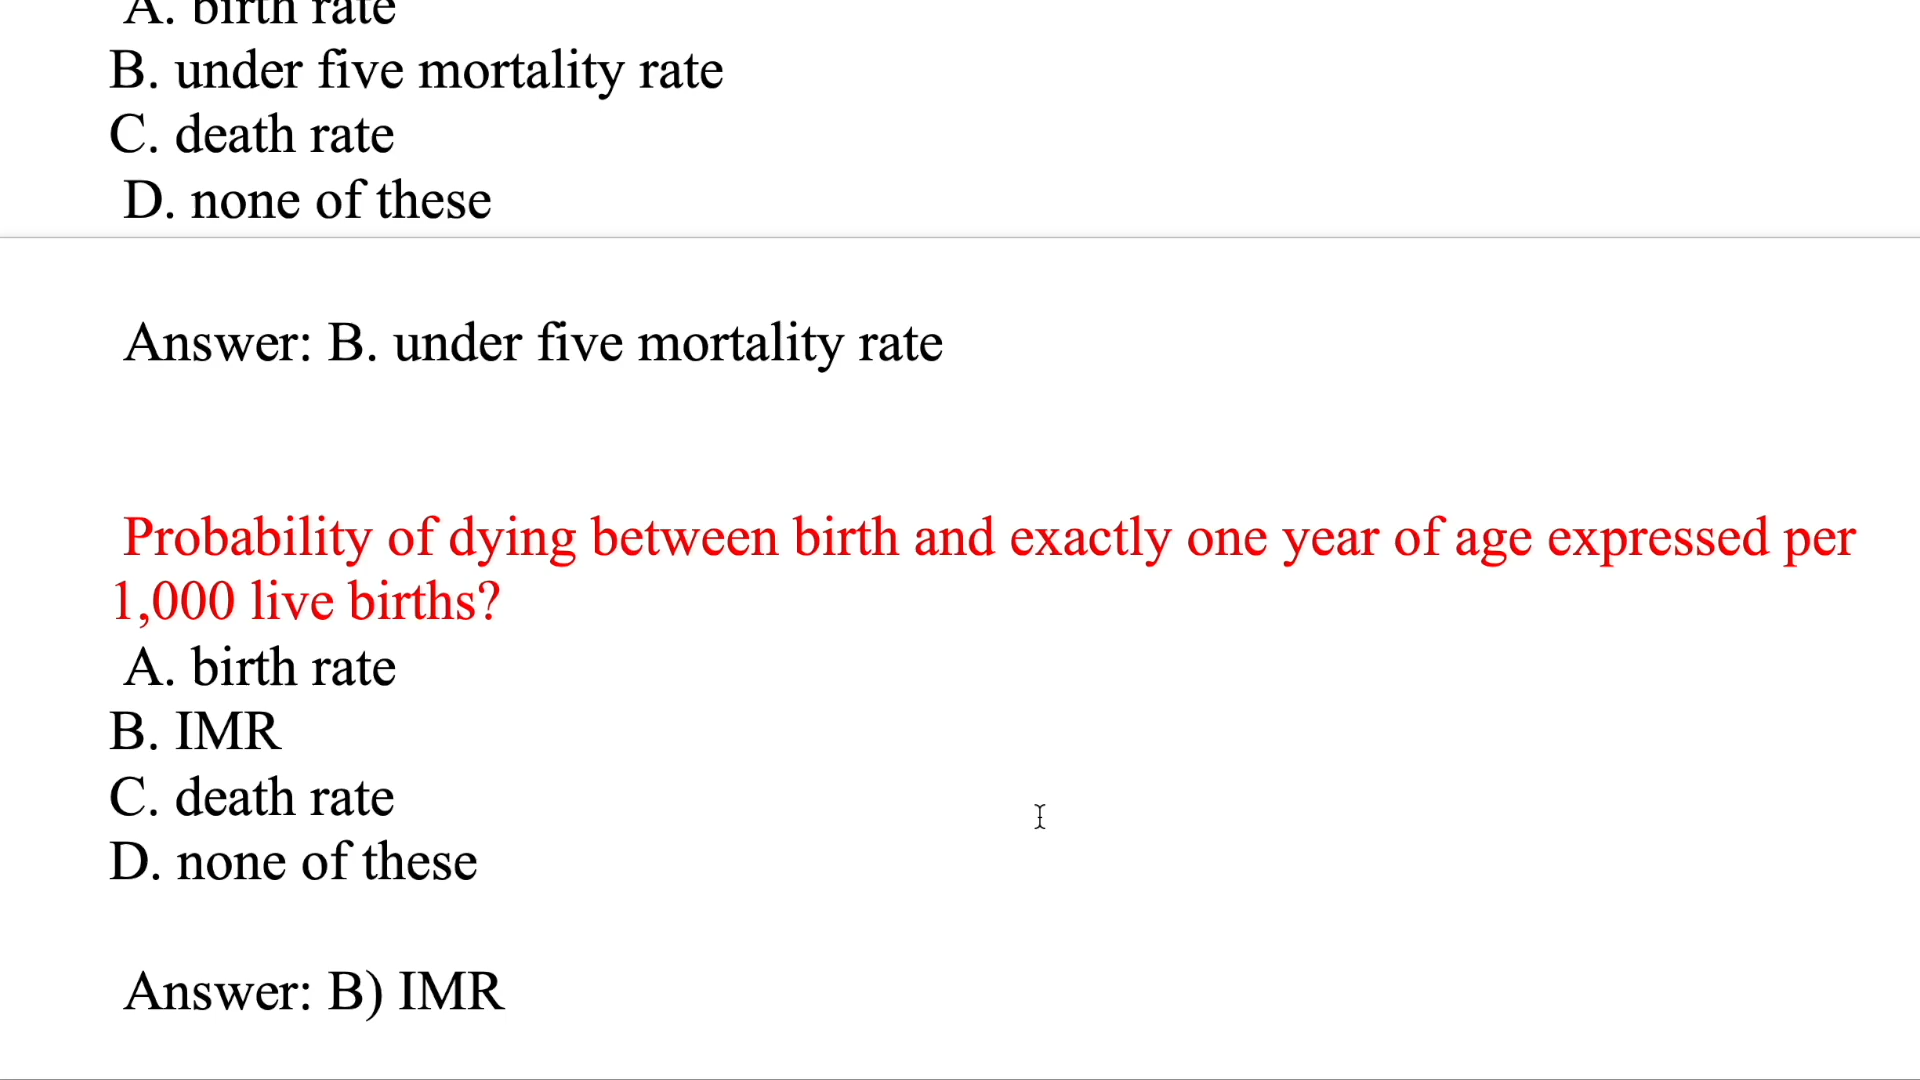 A. birth rate
B. under five mortality rate
C. death rate
D. none of these
Answer: B. under five mortality rate
Probability of dying between birth and exactly one year of age expressed per
1,000 live births?
A. birth rate
B. IMR
C. death rate
D. none of these
Answer: B) IMR